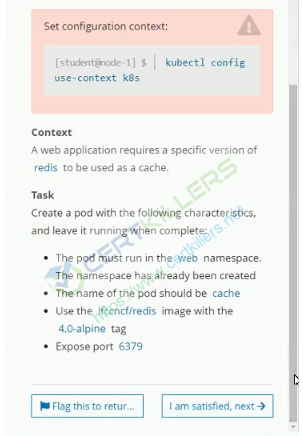 Set configuration context:
[student@node-1] $ | kubectl config
use-context k8s
Context
A web application requires a specific version of
redis to be used as a cache.
Task
Create a pod with the following characteristics,
and leave it running when complete:
• The pod must run in the web namespace.
The namespace has already been created
• The name of the pod should be cache
• Use the lfccncf/redis image with the
4.0-alpine tag
• Expose port 6379
CERTKILLERS
https://www.certkillers.net
Flag this to retur...
I am satisfied, next →